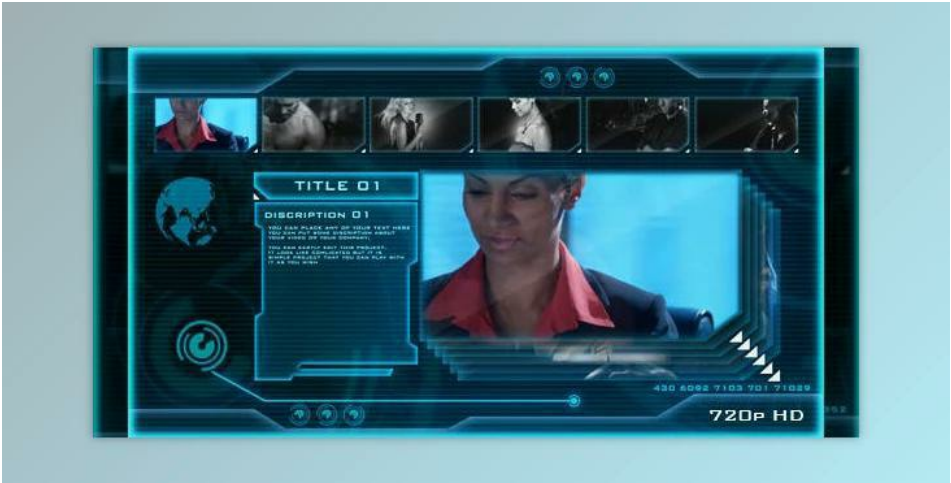 TITLE 01
DISCRIPTION 01
YOU CAN PLACE ANY OF YOUR TEXT HERE
YOU CAN PUT SOME DISCRIPTION ABOUT
YOUR VIDEO OR YOUR COMPANY;
YOU CAN EASTLY EDIT THIS PROJECT.
IT LOOK LIKE COPLICATED BUT IT IS
SIMPLE PROJECT THAT YOU CAN PLAY WITH
IT AS YOU WISH
430 6092 7103 701 71029
720P HD